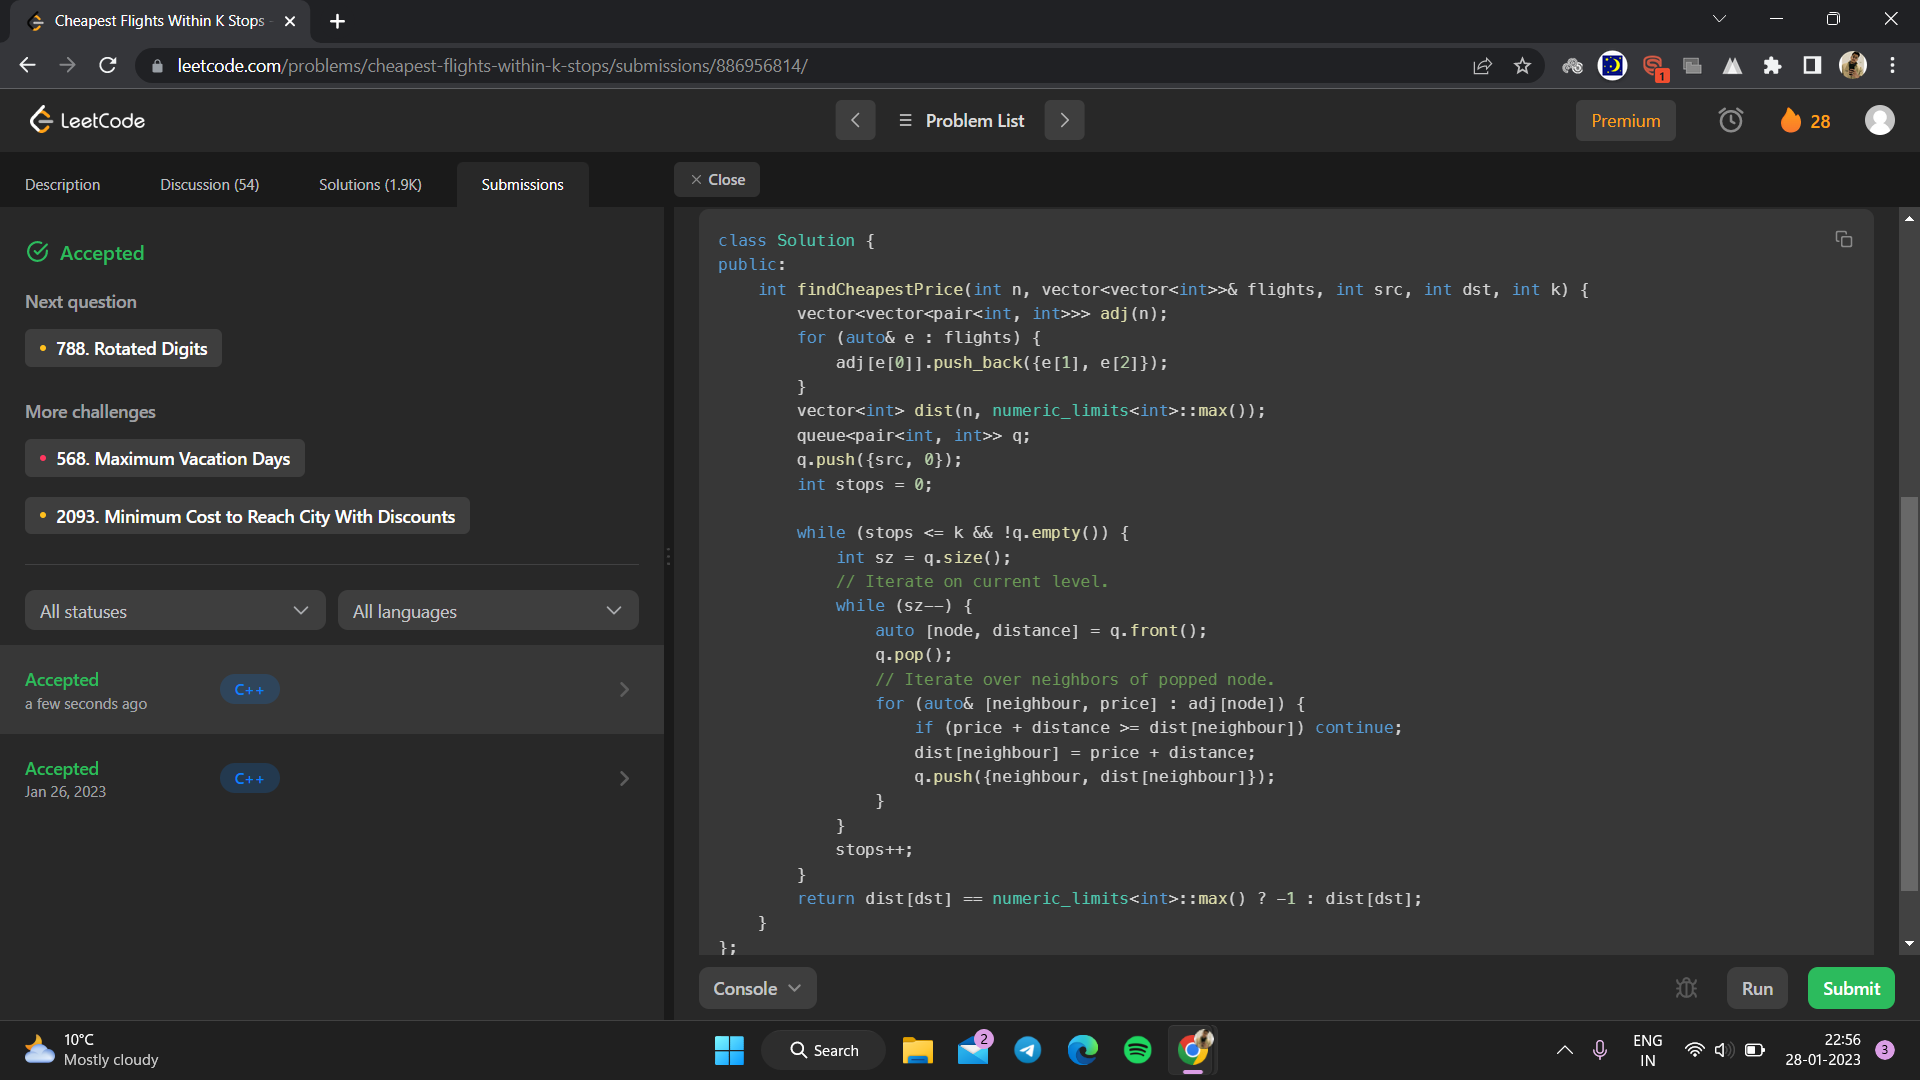 Cheapest Flights Within K Stops -
leetcode.com/problems/cheapest-flights-within-k-stops/submissions/886956814/
1
LeetCode
Problem List
Premium
28
Description
Discussion (54)
Solutions (1.9K)
Submissions
Close
Accepted
Next question
788. Rotated Digits
More challenges
568. Maximum Vacation Days
2093. Minimum Cost to Reach City With Discounts
All statuses
All languages
Accepted
a few seconds ago
C++
Accepted
Jan 26, 2023
C++
class Solution {
public:
    int findCheapestPrice(int n, vector<vector<int>>& flights, int src, int dst, int k) {
        vector<vector<pair<int, int>>> adj(n);
        for (auto& e : flights) {
            adj[e[0]].push_back({e[1], e[2]});
        }
        vector<int> dist(n, numeric_limits<int>::max());
        queue<pair<int, int>> q;
        q.push({src, 0});
        int stops = 0;
        while (stops <= k && !q.empty()) {
            int sz = q.size();
            // Iterate on current level.
            while (sz--) {
                auto [node, distance] = q.front();
                q.pop();
                // Iterate over neighbors of popped node.
                for (auto& [neighbour, price] : adj[node]) {
                    if (price + distance >= dist[neighbour]) continue;
                    dist[neighbour] = price + distance;
                    q.push({neighbour, dist[neighbour]});
                }
            }
            stops++;
        }
        return dist[dst] == numeric_limits<int>::max() ? -1 : dist[dst];
    }
};
Console
Run
Submit
10°C
Mostly cloudy
Search
2
ENG
IN
22:56
28-01-2023
3